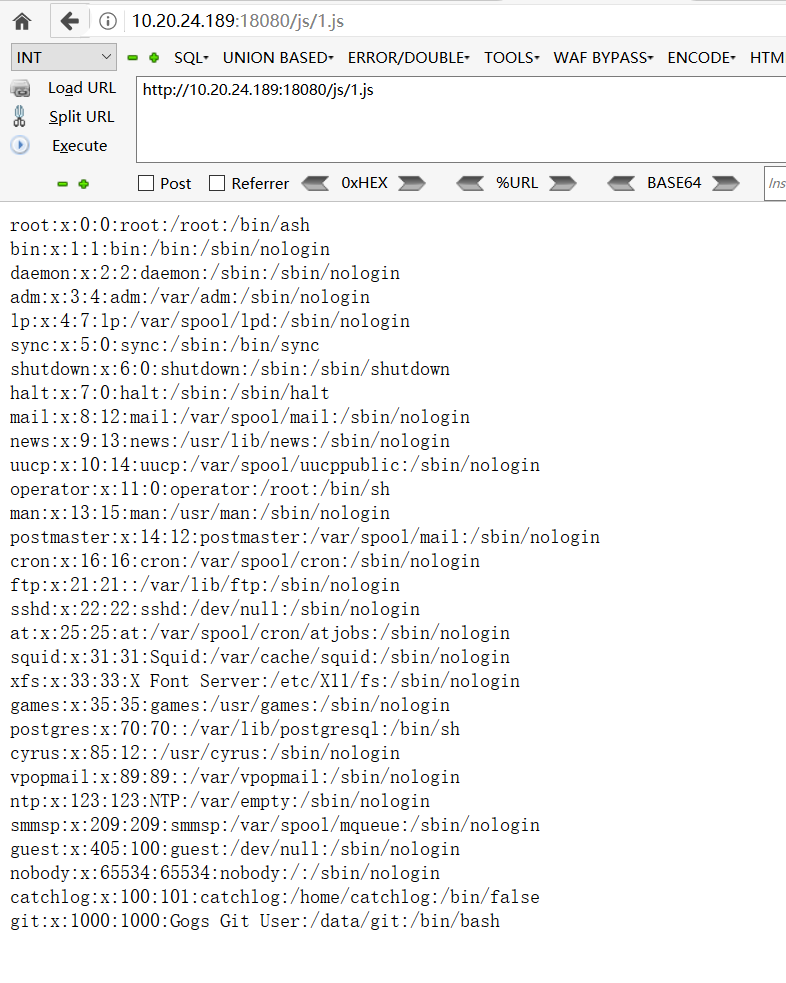 10.20.24.189:18080/js/1.js
INT SQL UNION BASED ERROR/DOUBLE TOOLS WAF BYPASS ENCODE HTM
Load URL
http://10.20.24.189:18080/js/1.js
Split URL
Execute
Post Referrer 0xHEX %URL BASE64 Ins
root:x:0:0:root:/root:/bin/ash
bin:x:1:1:bin:/bin:/sbin/nologin
daemon:x:2:2:daemon:/sbin:/sbin/nologin
adm:x:3:4:adm:/var/adm:/sbin/nologin
lp:x:4:7:lp:/var/spool/lpd:/sbin/nologin
sync:x:5:0:sync:/sbin:/bin/sync
shutdown:x:6:0:shutdown:/sbin:/sbin/shutdown
halt:x:7:0:halt:/sbin:/sbin/halt
mail:x:8:12:mail:/var/spool/mail:/sbin/nologin
news:x:9:13:news:/usr/lib/news:/sbin/nologin
uucp:x:10:14:uucp:/var/spool/uucppublic:/sbin/nologin
operator:x:11:0:operator:/root:/bin/sh
man:x:13:15:man:/usr/man:/sbin/nologin
postmaster:x:14:12:postmaster:/var/spool/mail:/sbin/nologin
cron:x:16:16:cron:/var/spool/cron:/sbin/nologin
ftp:x:21:21::/var/lib/ftp:/sbin/nologin
sshd:x:22:22:sshd:/dev/null:/sbin/nologin
at:x:25:25:at:/var/spool/cron/atjobs:/sbin/nologin
squid:x:31:31:Squid:/var/cache/squid:/sbin/nologin
xfs:x:33:33:X Font Server:/etc/X11/fs:/sbin/nologin
games:x:35:35:games:/usr/games:/sbin/nologin
postgres:x:70:70::/var/lib/postgresql:/bin/sh
cyrus:x:85:12::/usr/cyrus:/sbin/nologin
vpopmail:x:89:89::/var/vpopmail:/sbin/nologin
ntp:x:123:123:NTP:/var/empty:/sbin/nologin
smmsp:x:209:209:smmsp:/var/spool/mqueue:/sbin/nologin
guest:x:405:100:guest:/dev/null:/sbin/nologin
nobody:x:65534:65534:nobody:/:/sbin/nologin
catchlog:x:100:101:catchlog:/home/catchlog:/bin/false
git:x:1000:1000:Gogs Git User:/data/git:/bin/bash